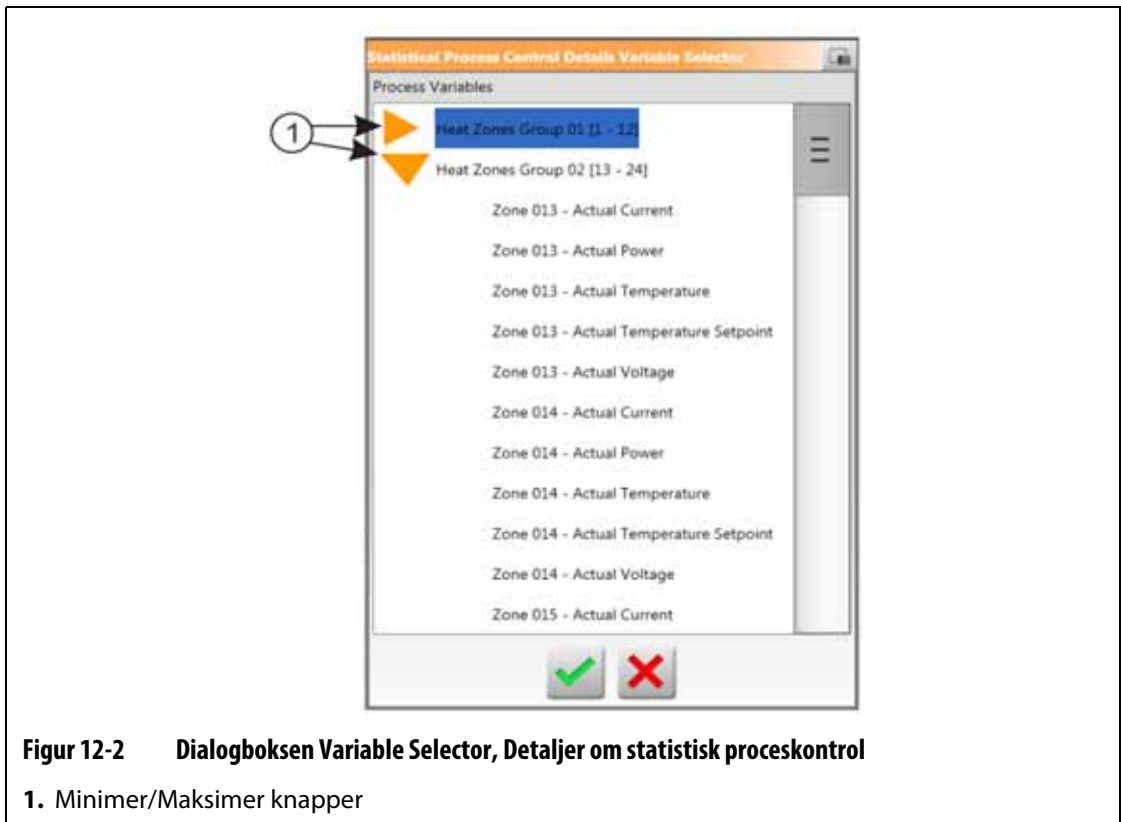 Statistical Process Control Details Variable Selector
Process Variables
1
Heat Zones Group 01 [1 - 12]
Heat Zones Group 02 [13 - 24]
Zone 013 - Actual Current
Zone 013 - Actual Power
Zone 013 - Actual Temperature
Zone 013 - Actual Temperature Setpoint
Zone 013 - Actual Voltage
Zone 014 - Actual Current
Zone 014 - Actual Power
Zone 014 - Actual Temperature
Zone 014 - Actual Temperature Setpoint
Zone 014 - Actual Voltage
Zone 015 - Actual Current
Figur 12-2 Dialogboksen Variable Selector, Detaljer om statistisk proceskontrol
1. Minimer/Maksimer knapper